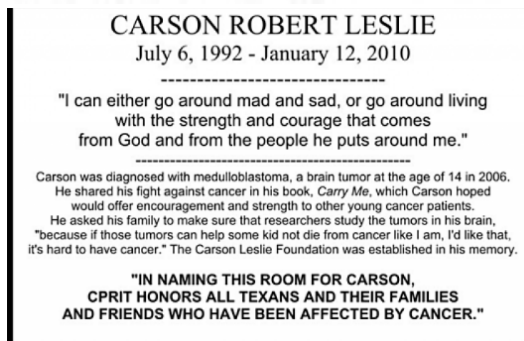 CARSON ROBERT LESLIE
July 6, 1992 - January 12, 2010
-------------------------------
"I can either go around mad and sad, or go around living
with the strength and courage that comes
from God and from the people he puts around me."
--------------------------------------------------
Carson was diagnosed with medulloblastoma, a brain tumor at the age of 14 in 2006.
He shared his fight against cancer in his book, Carry Me, which Carson hoped
would offer encouragement and strength to other young cancer patients.
He asked his family to make sure that researchers study the tumors in his brain,
"because if those tumors can help some kid not die from cancer like I am, I'd like that,
it's hard to have cancer." The Carson Leslie Foundation was established in his memory.
"IN NAMING THIS ROOM FOR CARSON,
CPRIT HONORS ALL TEXANS AND THEIR FAMILIES
AND FRIENDS WHO HAVE BEEN AFFECTED BY CANCER."